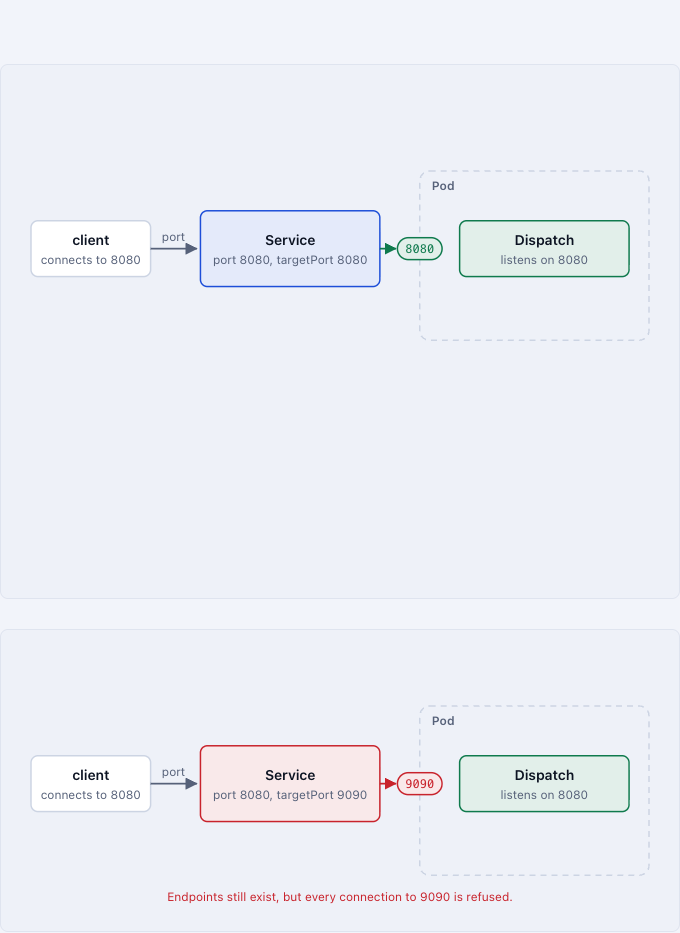 Pod
client
connects to 8080
port
Service
port 8080, targetPort 8080
8080
Dispatch
listens on 8080
Pod
client
connects to 8080
port
Service
port 8080, targetPort 9090
9090
Dispatch
listens on 8080
Endpoints still exist, but every connection to 9090 is refused.